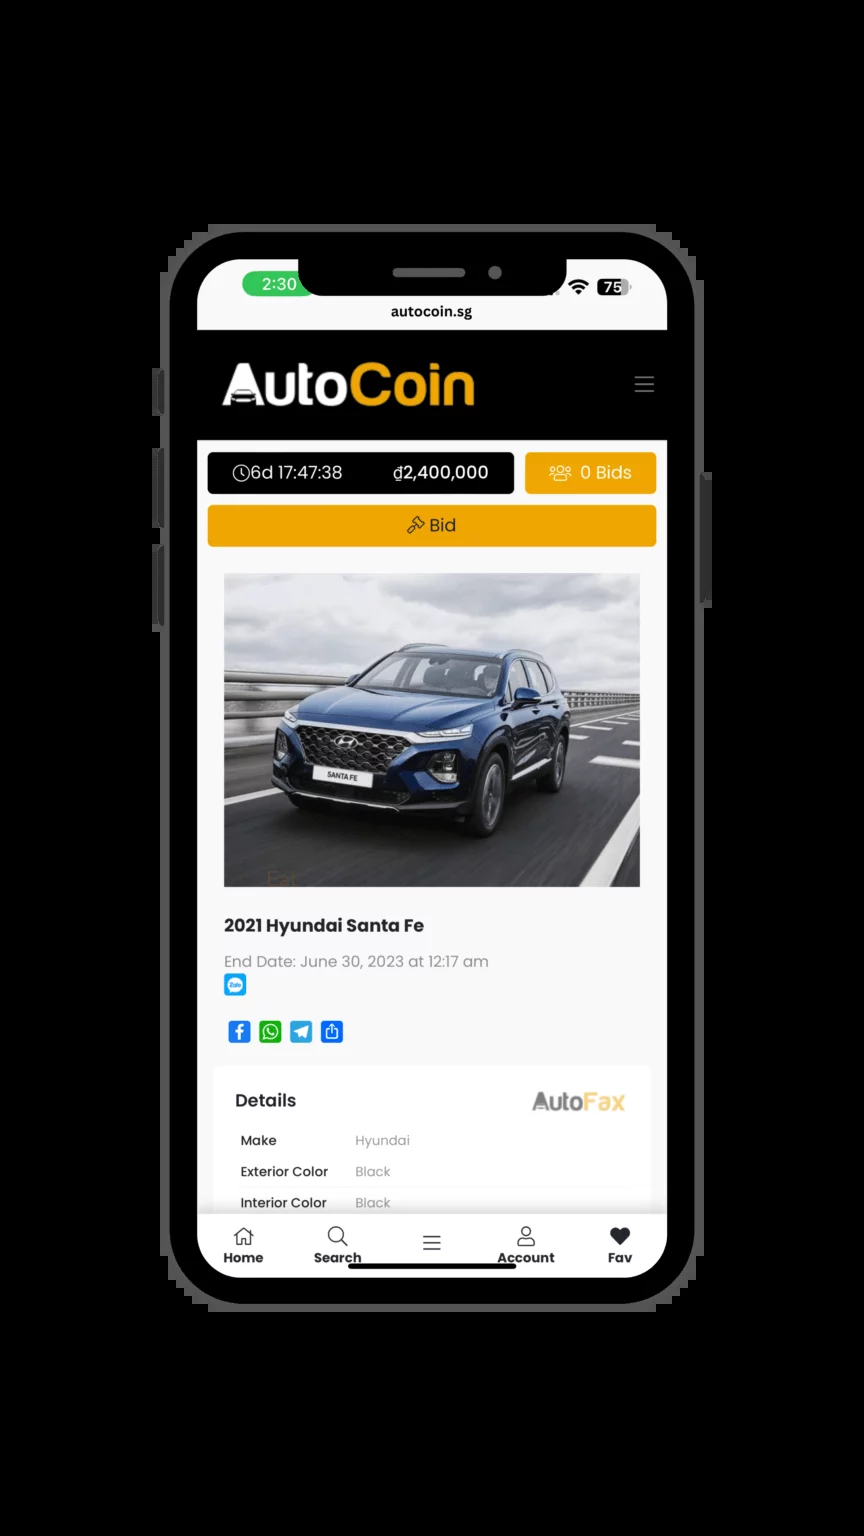 2:30
75
autocoin.sg
AutoCoin
6d 17:47:38 ₫2,400,000 0 Bids
Bid
SANTA FE
2021 Hyundai Santa Fe
End Date: June 30, 2023 at 12:17 am
Zalo
Details AutoFax
Make Hyundai
Exterior Color Black
Interior Color Black
Home Search Account Fav